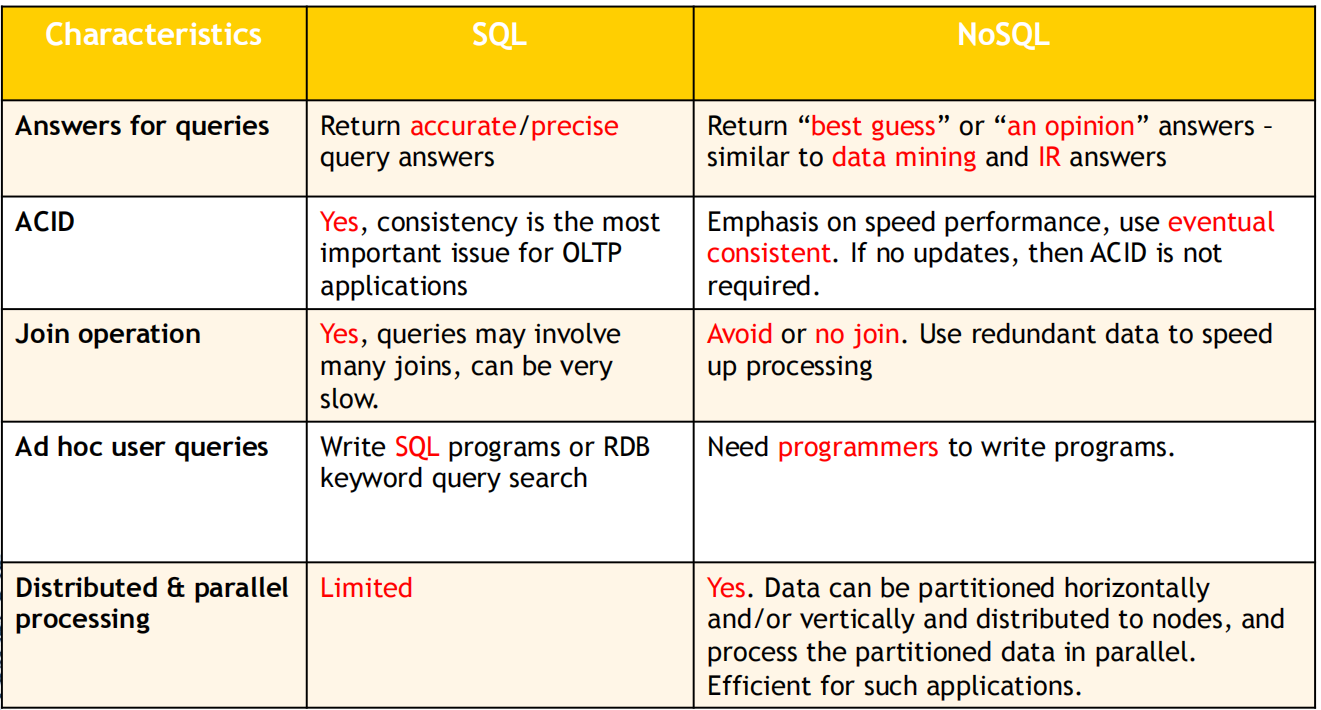 Characteristics SQL NoSQL
Answers for queries
Return accurate/precise
query answers
Return “best guess” or “an opinion” answers –
similar to data mining and IR answers
ACID
Yes, consistency is the most
important issue for OLTP
applications
Emphasis on speed performance, use eventual
consistent. If no updates, then ACID is not
required.
Join operation
Yes, queries may involve
many joins, can be very
slow.
Avoid or no join. Use redundant data to speed
up processing
Ad hoc user queries
Write SQL programs or RDB
keyword query search
Need programmers to write programs.
Distributed & parallel
processing
Limited
Yes. Data can be partitioned horizontally
and/or vertically and distributed to nodes, and
process the partitioned data in parallel.
Efficient for such applications.